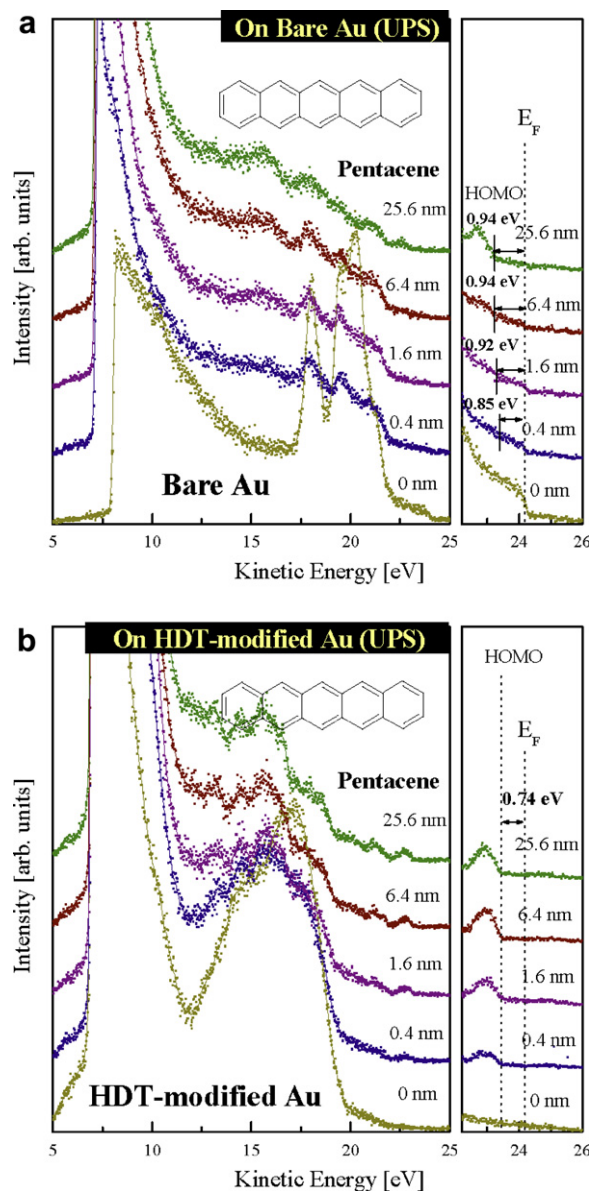 a
On Bare Au (UPS)
Pentacene
25.6 nm
6.4 nm
1.6 nm
0.4 nm
0 nm
Bare Au
Intensity [arb. units]
5 10 15 20 25
Kinetic Energy [eV]
E_F
HOMO
0.94 eV
25.6 nm
0.94 eV
6.4 nm
0.92 eV
1.6 nm
0.85 eV
0.4 nm
0 nm
24 26
b
On HDT-modified Au (UPS)
Pentacene
25.6 nm
6.4 nm
1.6 nm
0.4 nm
0 nm
HDT-modified Au
Intensity [arb. units]
5 10 15 20 25
Kinetic Energy [eV]
HOMO
E_F
0.74 eV
25.6 nm
6.4 nm
1.6 nm
0.4 nm
0 nm
24 26